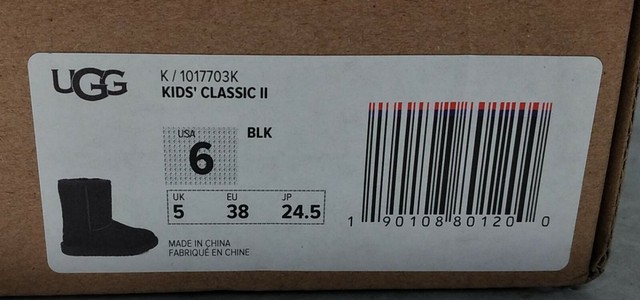 UGG
K / 1017703K
KIDS' CLASSIC II
USA
6
BLK
UK EU JP
5 38 24.5
MADE IN CHINA
FABRIQUÉ EN CHINE
1 90108 80120 0